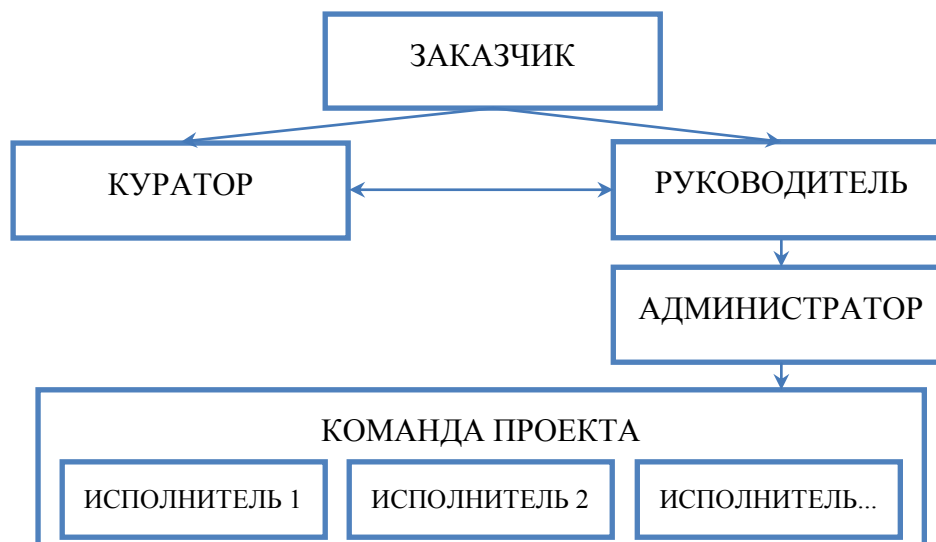 ЗАКАЗЧИК
КУРАТОР
РУКОВОДИТЕЛЬ
АДМИНИСТРАТОР
КОМАНДА ПРОЕКТА
ИСПОЛНИТЕЛЬ 1
ИСПОЛНИТЕЛЬ 2
ИСПОЛНИТЕЛЬ...